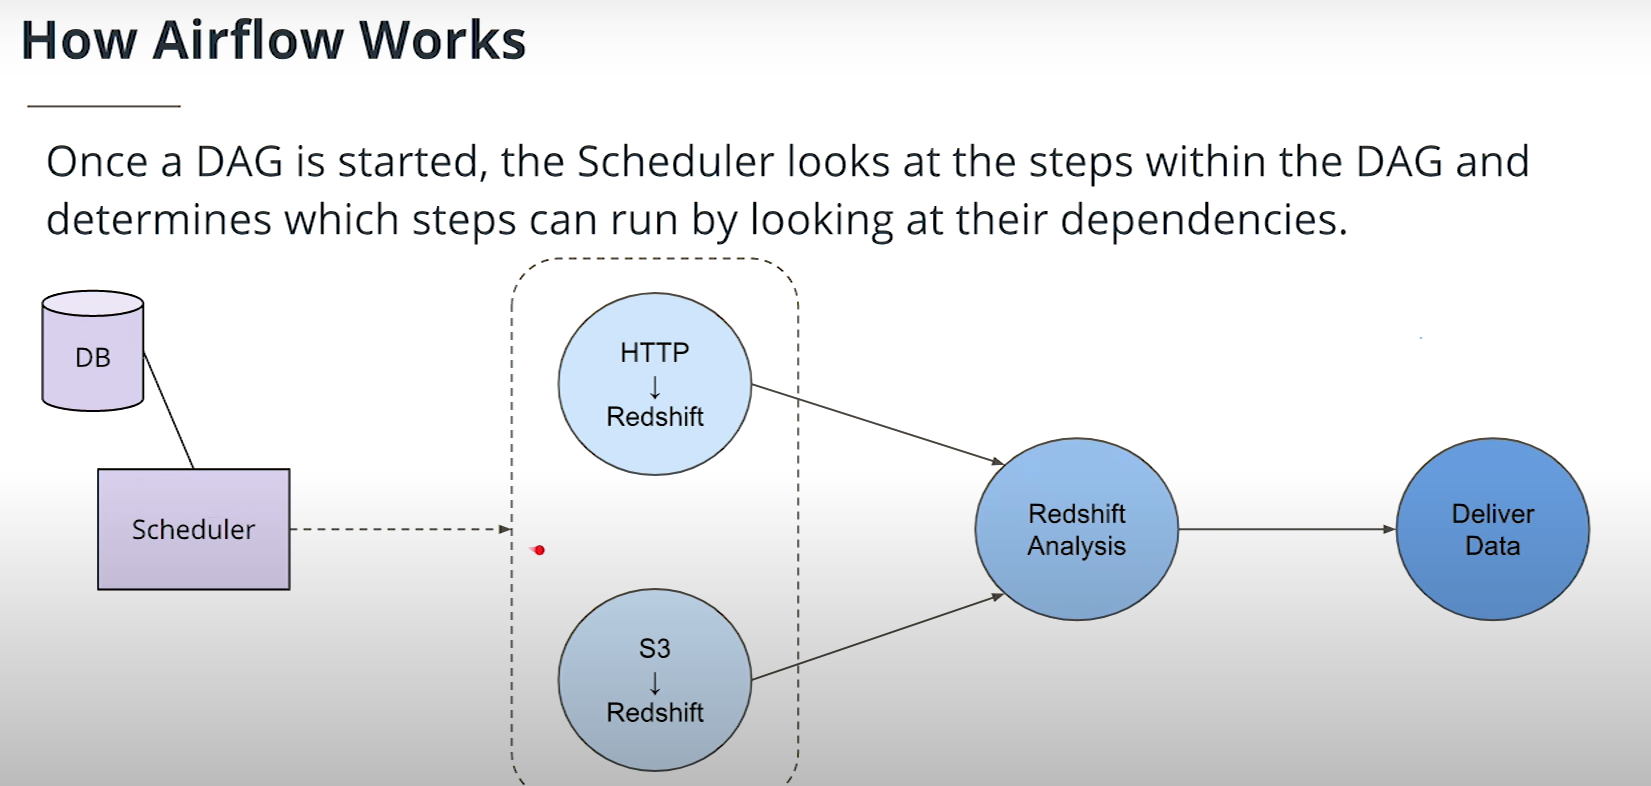 How Airflow Works
Once a DAG is started, the Scheduler looks at the steps within the DAG and
determines which steps can run by looking at their dependencies.
DB
Scheduler
HTTP
↓
Redshift
S3
↓
Redshift
Redshift
Analysis
Deliver
Data